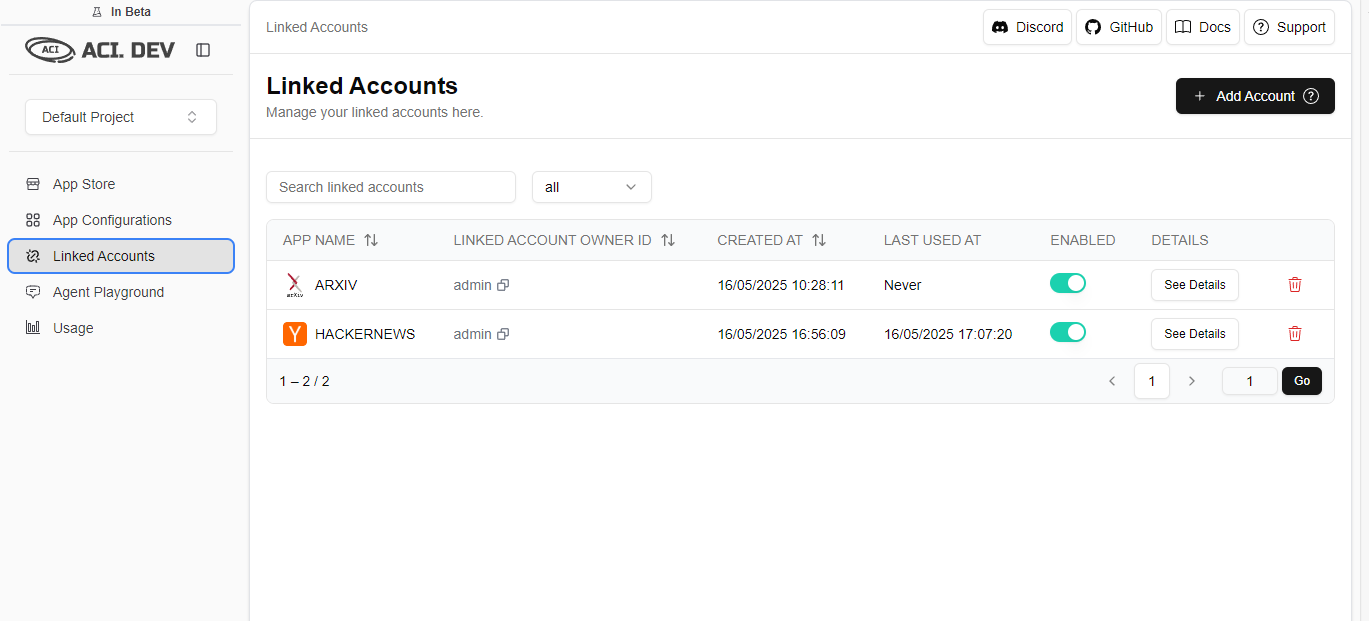 In Beta
ACI ACI. DEV
Default Project
App Store
App Configurations
Linked Accounts
Agent Playground
Usage
Linked Accounts
Discord
GitHub
Docs
Support
Linked Accounts
Manage your linked accounts here.
+ Add Account ?
Search linked accounts
all
APP NAME LINKED ACCOUNT OWNER ID CREATED AT LAST USED AT ENABLED DETAILS
arXiv ARXIV admin 16/05/2025 10:28:11 Never See Details
Y HACKERNEWS admin 16/05/2025 16:56:09 16/05/2025 17:07:20 See Details
1 – 2 / 2 < 1 > 1 Go